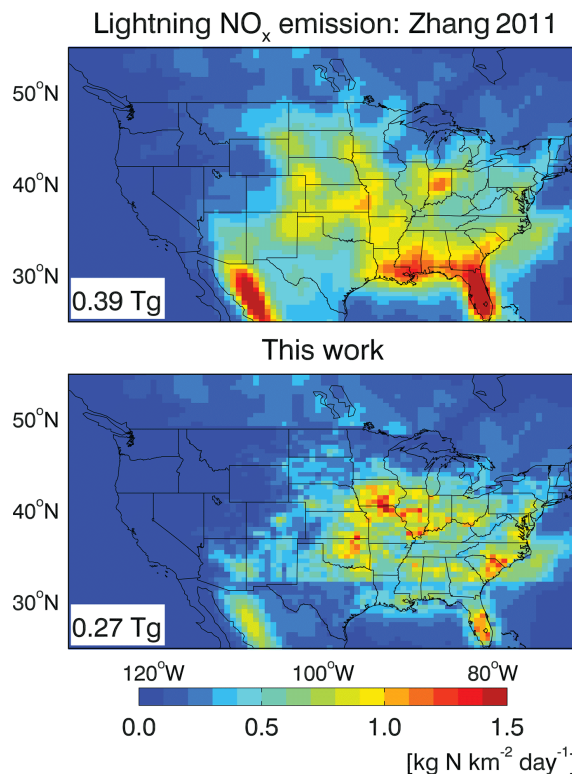 Lightning NOx emission: Zhang 2011
50°N
40°N
30°N
0.39 Tg
This work
50°N
40°N
30°N
0.27 Tg
120°W 100°W 80°W
0.0 0.5 1.0 1.5
[kg N km-2 day-1]